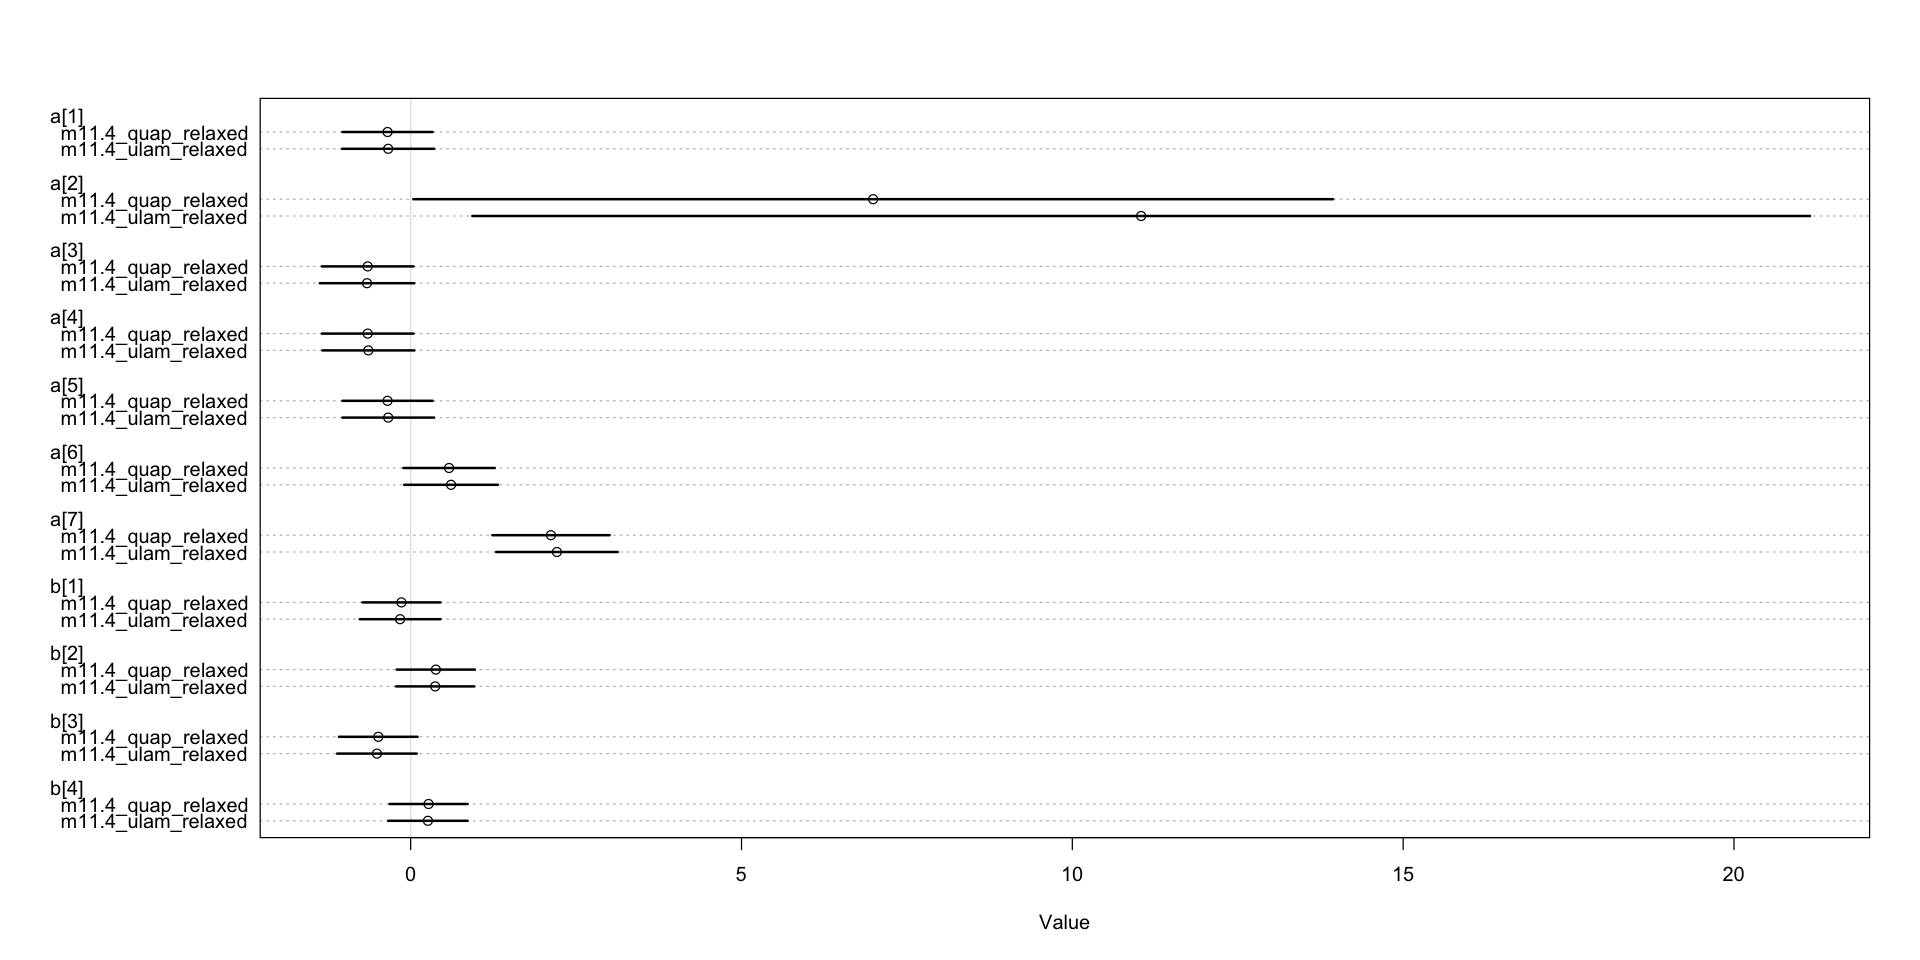 a[1]
m11.4_quap_relaxed
m11.4_ulam_relaxed
a[2]
m11.4_quap_relaxed
m11.4_ulam_relaxed
a[3]
m11.4_quap_relaxed
m11.4_ulam_relaxed
a[4]
m11.4_quap_relaxed
m11.4_ulam_relaxed
a[5]
m11.4_quap_relaxed
m11.4_ulam_relaxed
a[6]
m11.4_quap_relaxed
m11.4_ulam_relaxed
a[7]
m11.4_quap_relaxed
m11.4_ulam_relaxed
b[1]
m11.4_quap_relaxed
m11.4_ulam_relaxed
b[2]
m11.4_quap_relaxed
m11.4_ulam_relaxed
b[3]
m11.4_quap_relaxed
m11.4_ulam_relaxed
b[4]
m11.4_quap_relaxed
m11.4_ulam_relaxed
0 5 10 15 20
Value